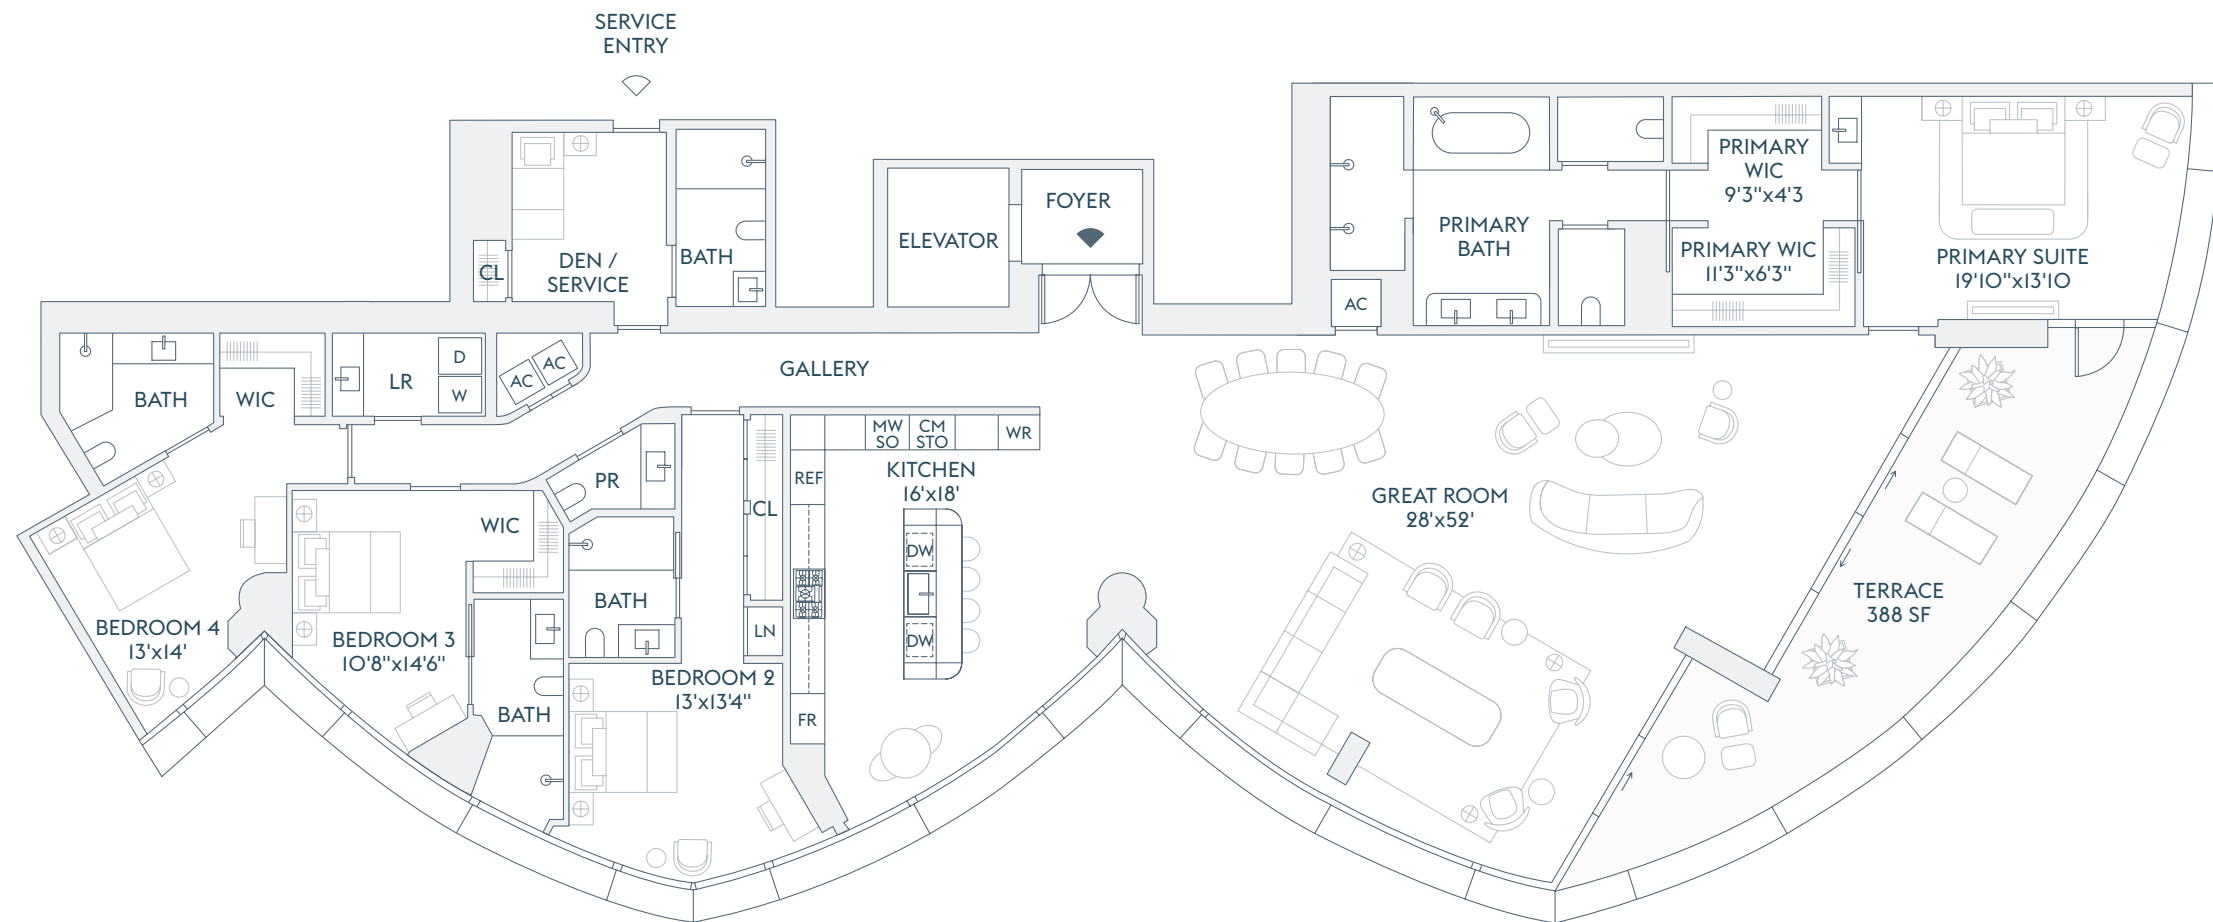 SERVICE
ENTRY
PRIMARY
WIC
9'3"x4'3
FOYER
ELEVATOR
PRIMARY
BATH
PRIMARY WIC
11'3"x6'3"
PRIMARY SUITE
19'10"x13'10
CL
DEN /
SERVICE
BATH
AC
GALLERY
BATH
WIC
LR
D
W
AC
AC
MW
SO
CM
STO
WR
KITCHEN
16'x18'
REF
PR
CL
WIC
GREAT ROOM
28'x52'
DW
DW
BATH
LN
TERRACE
388 SF
BEDROOM 4
13'x14'
BEDROOM 3
10'8"x14'6"
BEDROOM 2
13'x13'4"
BATH
FR